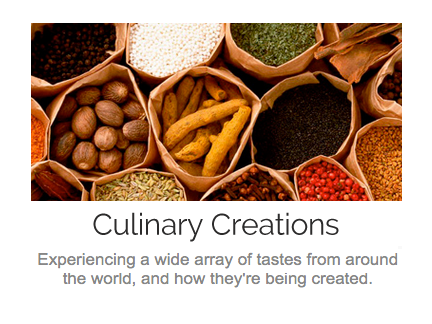 Culinary Creations
Experiencing a wide array of tastes from around
the world, and how they're being created.